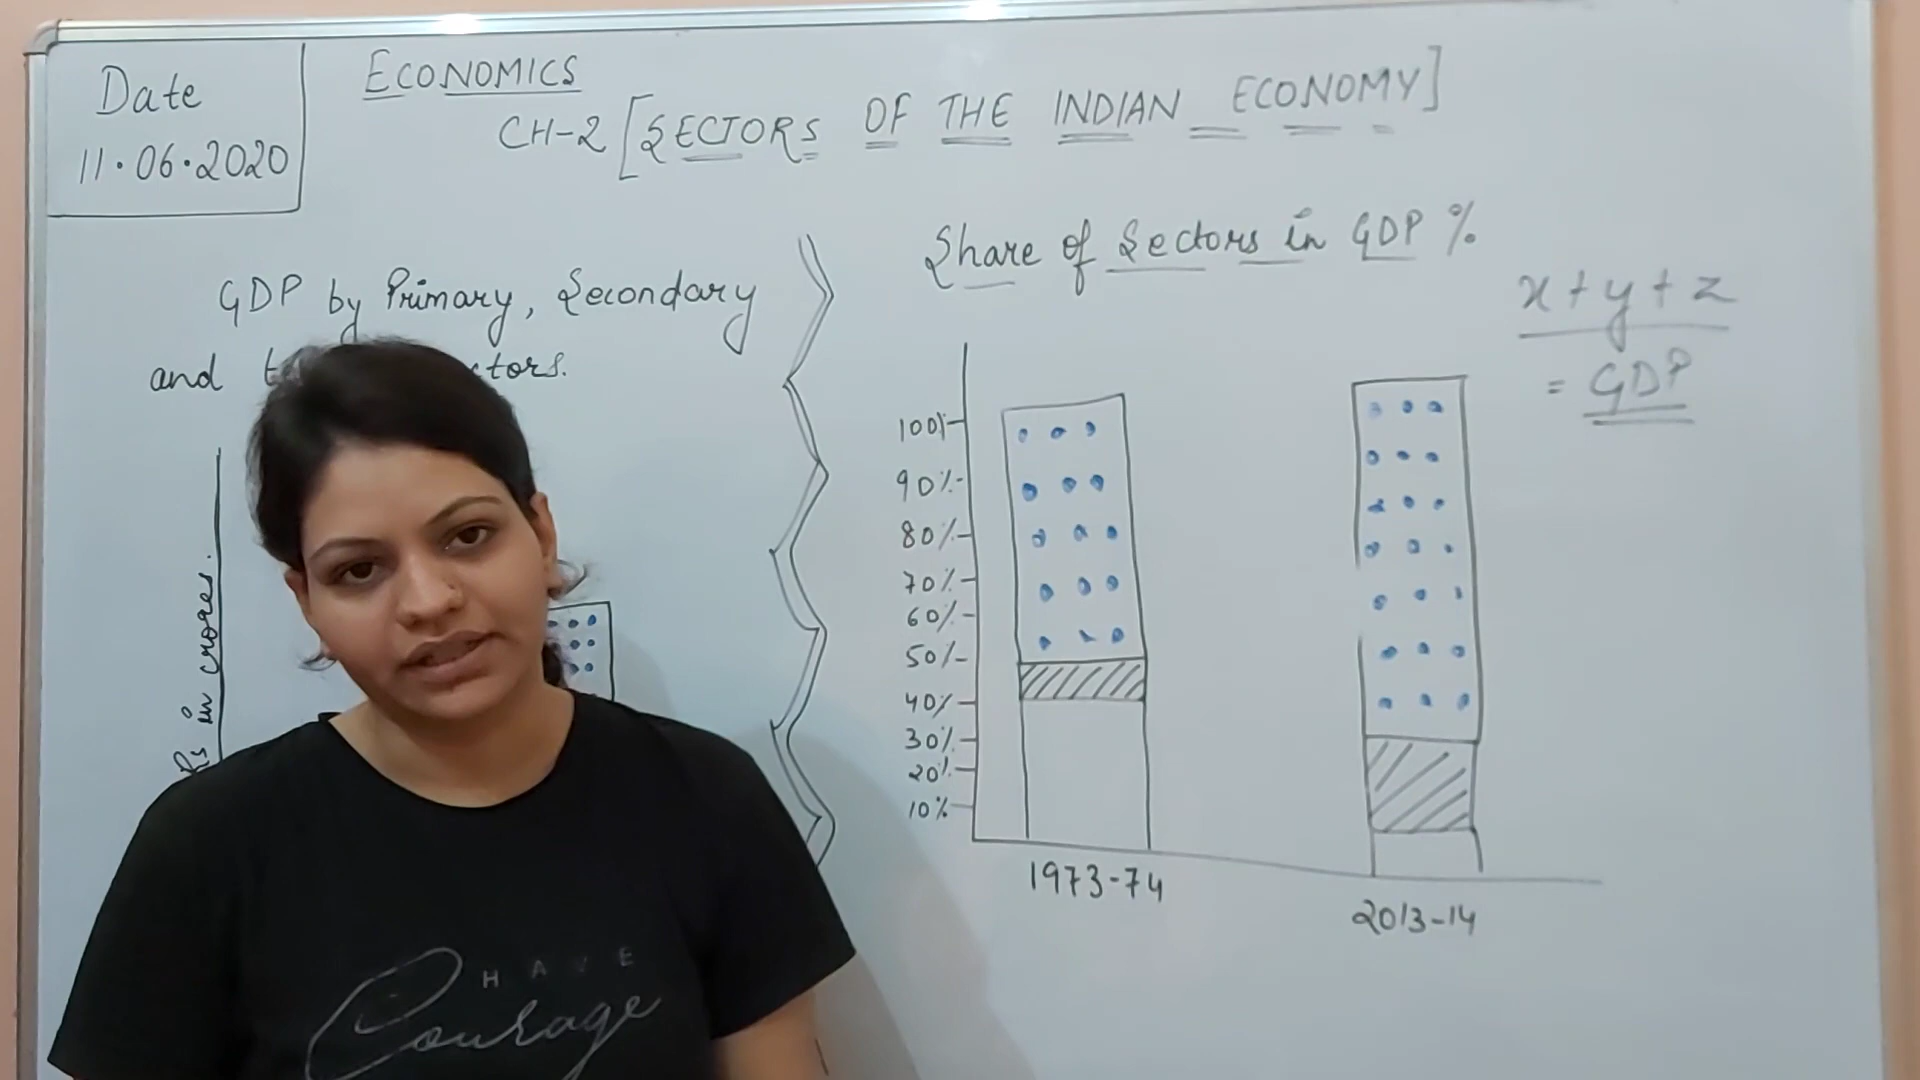 Date
11.06.2020
ECONOMICS
CH-2 [SECTORS OF THE INDIAN ECONOMY]
GDP by Primary, Secondary
and
Rs in crores.
Share of Sectors in GDP %
x + y + z
= GDP
100%
90%
80%
70%
60%
50%
40%
30%
20%
10%
1973-74
2013-14
HAVE
Courage